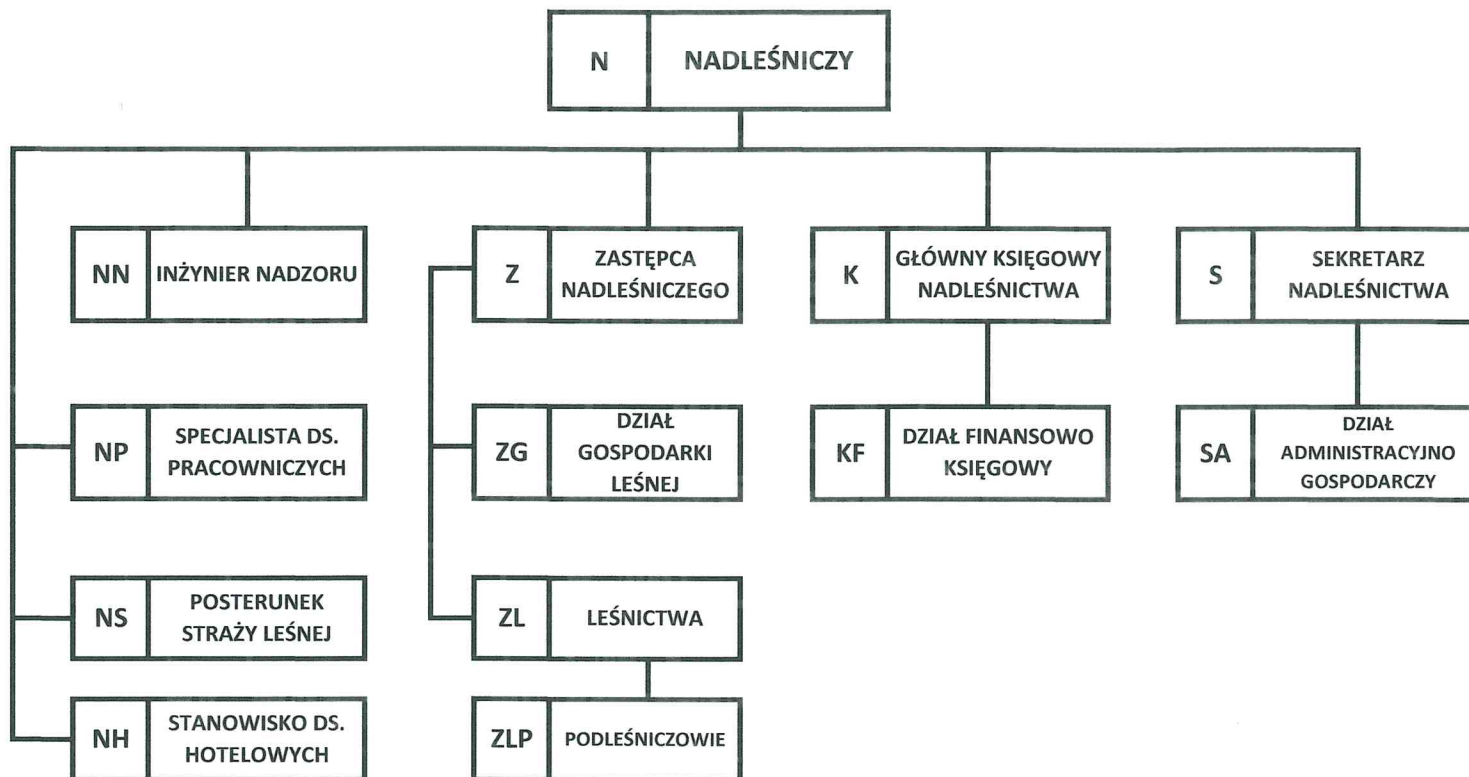 N
NADLEŚNICZY
NN
INŻYNIER NADZORU
Z
ZASTĘPCA
NADLEŚNICZEGO
K
GŁÓWNY KSIĘGOWY
NADLEŚNICTWA
S
SEKRETARZ
NADLEŚNICTWA
NP
SPECJALISTA DS.
PRACOWNICZYCH
ZG
DZIAŁ
GOSPODARKI
LEŚNEJ
KF
DZIAŁ FINANSOWO
KSIĘGOWY
SA
DZIAŁ
ADMINISTRACYJNO
GOSPODARCZY
NS
POSTERUNEK
STRAŻY LEŚNEJ
ZL
LEŚNICTWA
NH
STANOWISKO DS.
HOTELOWYCH
ZLP
PODLEŚNICZOWIE